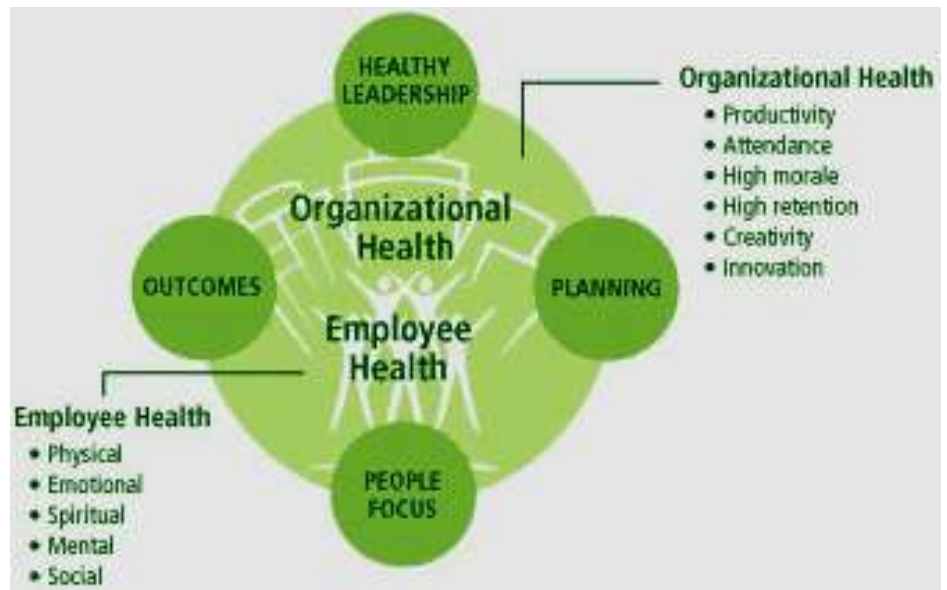 HEALTHY
LEADERSHIP
Organizational Health
• Productivity
• Attendance
• High morale
• High retention
• Creativity
• Innovation
Organizational
Health
OUTCOMES
PLANNING
Employee
Health
Employee Health
• Physical
• Emotional
• Spiritual
• Mental
• Social
PEOPLE
FOCUS